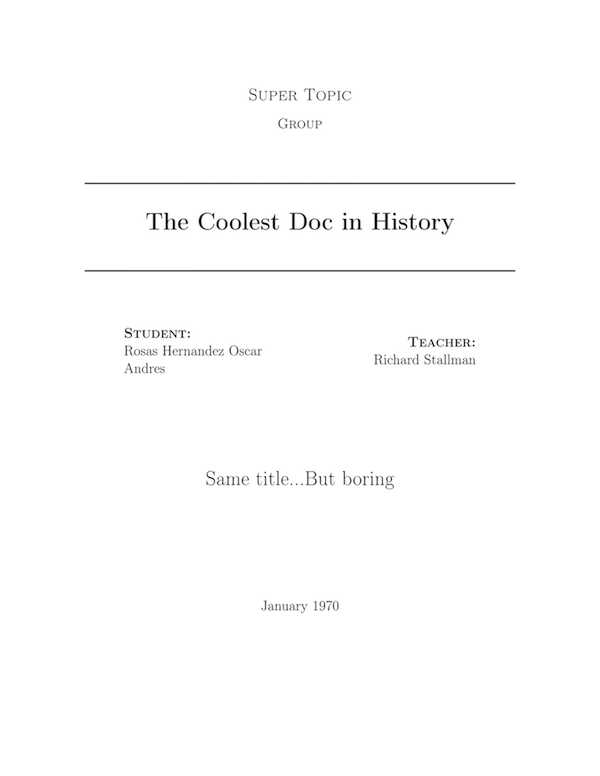 Super Topic
Group
The Coolest Doc in History
Student:
Rosas Hernandez Oscar
Andres
Teacher:
Richard Stallman
Same title...But boring
January 1970